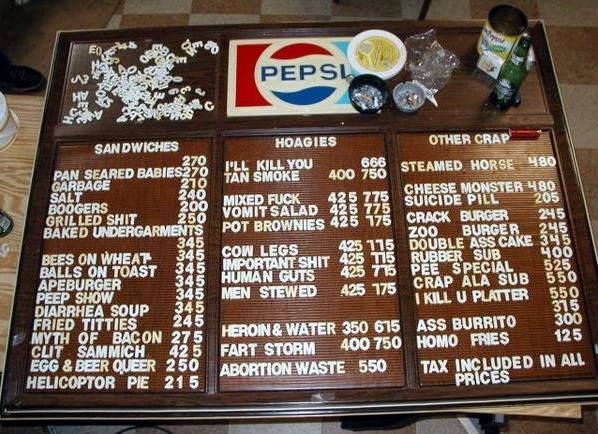 PEPSI
SANDWICHES
270
PAN SEARED BABIES 270
GARBAGE 210
SALT 240
BOOGERS 200
GRILLED SHIT 250
BAKED UNDERGARMENTS
345
BEES ON WHEAT 345
BALLS ON TOAST 345
APEBURGER 345
PEEP SHOW 345
DIARRHEA SOUP 345
FRIED TITTIES 245
MYTH OF BACON 275
CLIT SAMMICH 425
EGG & BEER QUEER 250
HELICOPTOR PIE 215
HOAGIES
I'LL KILL YOU 666
TAN SMOKE 400 750
MIXED FUCK 425 775
VOMIT SALAD 425 775
POT BROWNIES 425 775
COW LEGS 425 775
IMPORTANT SHIT 425 715
HUMAN GUTS 425 715
MEN STEWED 425 175
HEROIN & WATER 350 615
FART STORM 400 750
ABORTION WASTE 550
OTHER CRAP
STEAMED HORSE 480
CHEESE MONSTER 480
SUICIDE PILL 205
CRACK BURGER 245
ZOO BURGER 245
DOUBLE ASS CAKE 345
RUBBER SUB 400
PEE SPECIAL 525
CRAP ALA SUB 550
I KILL U PLATTER 550
315
ASS BURRITO 300
HOMO FRIES 125
TAX INCLUDED IN ALL
PRICES